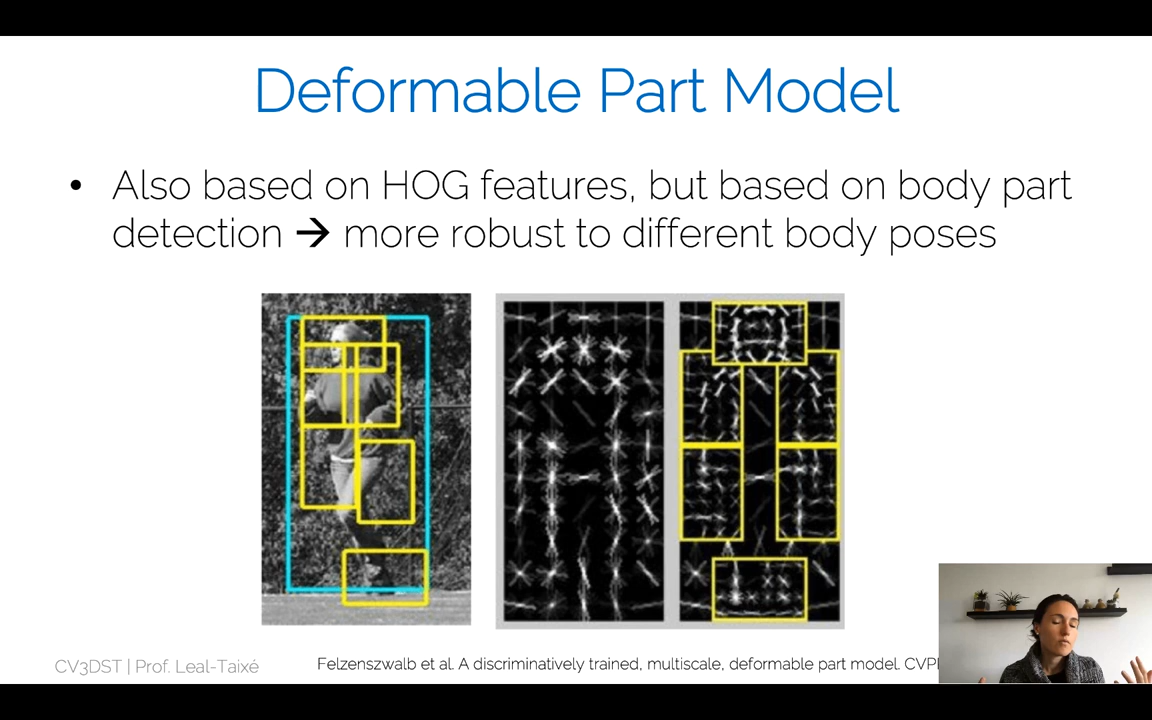 Deformable Part Model
• Also based on HOG features, but based on body part
detection → more robust to different body poses
CV3DST | Prof. Leal-Taixé
Felzenszwalb et al. A discriminatively trained, multiscale, deformable part model.